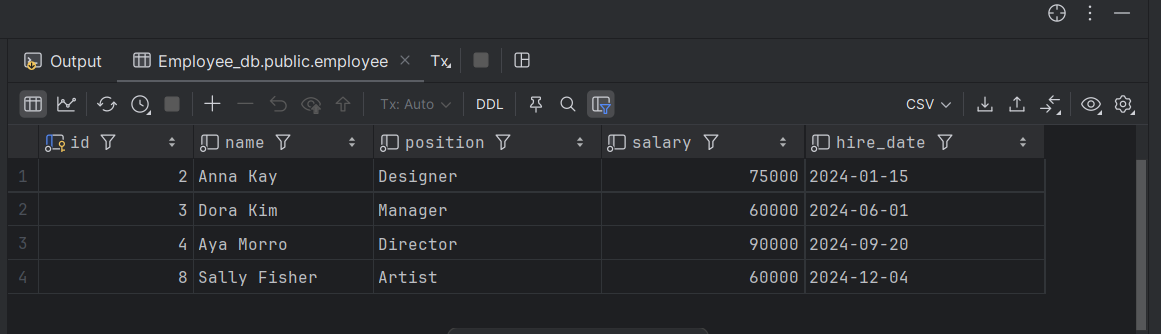 Output Employee_db.public.employee Tx
Tx: Auto DDL CSV
id name position salary hire_date
1 2 Anna Kay Designer 75000 2024-01-15
2 3 Dora Kim Manager 60000 2024-06-01
3 4 Aya Morro Director 90000 2024-09-20
4 8 Sally Fisher Artist 60000 2024-12-04